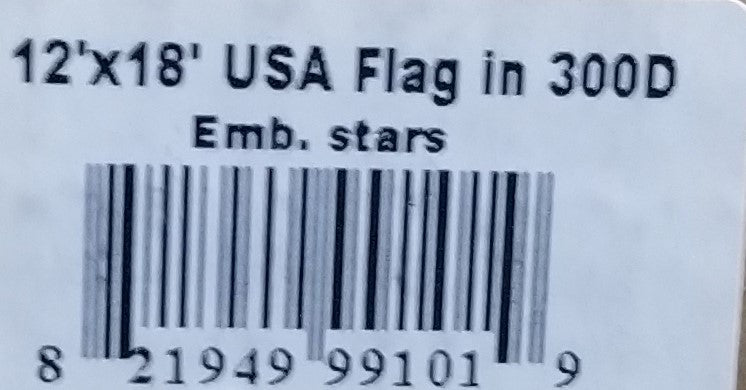 12'x18' USA Flag in 300D
Emb. stars
8 21949 99101 9